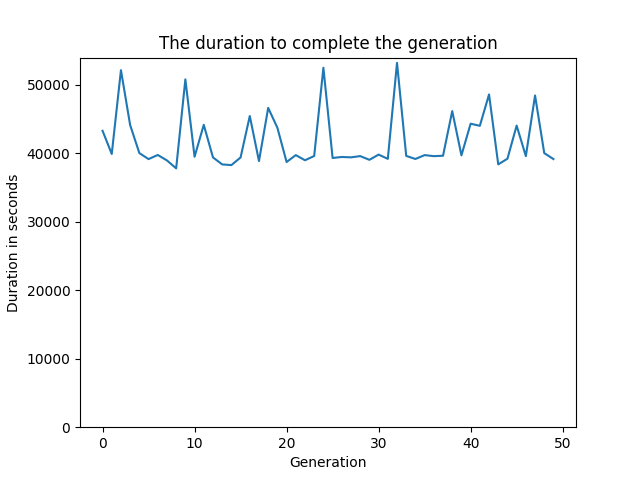 The duration to complete the generation
50000
40000
30000
20000
10000
0
Duration in seconds
0 10 20 30 40 50
Generation